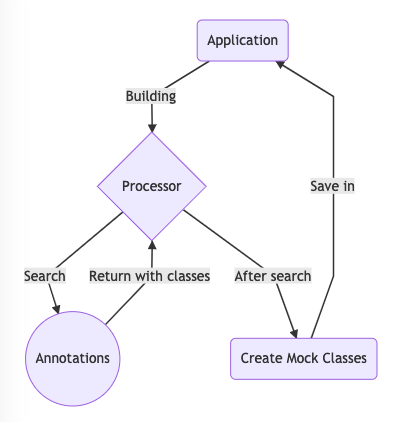 Application
Building
Processor
Save in
Search
Return with classes
After search
Annotations
Create Mock Classes